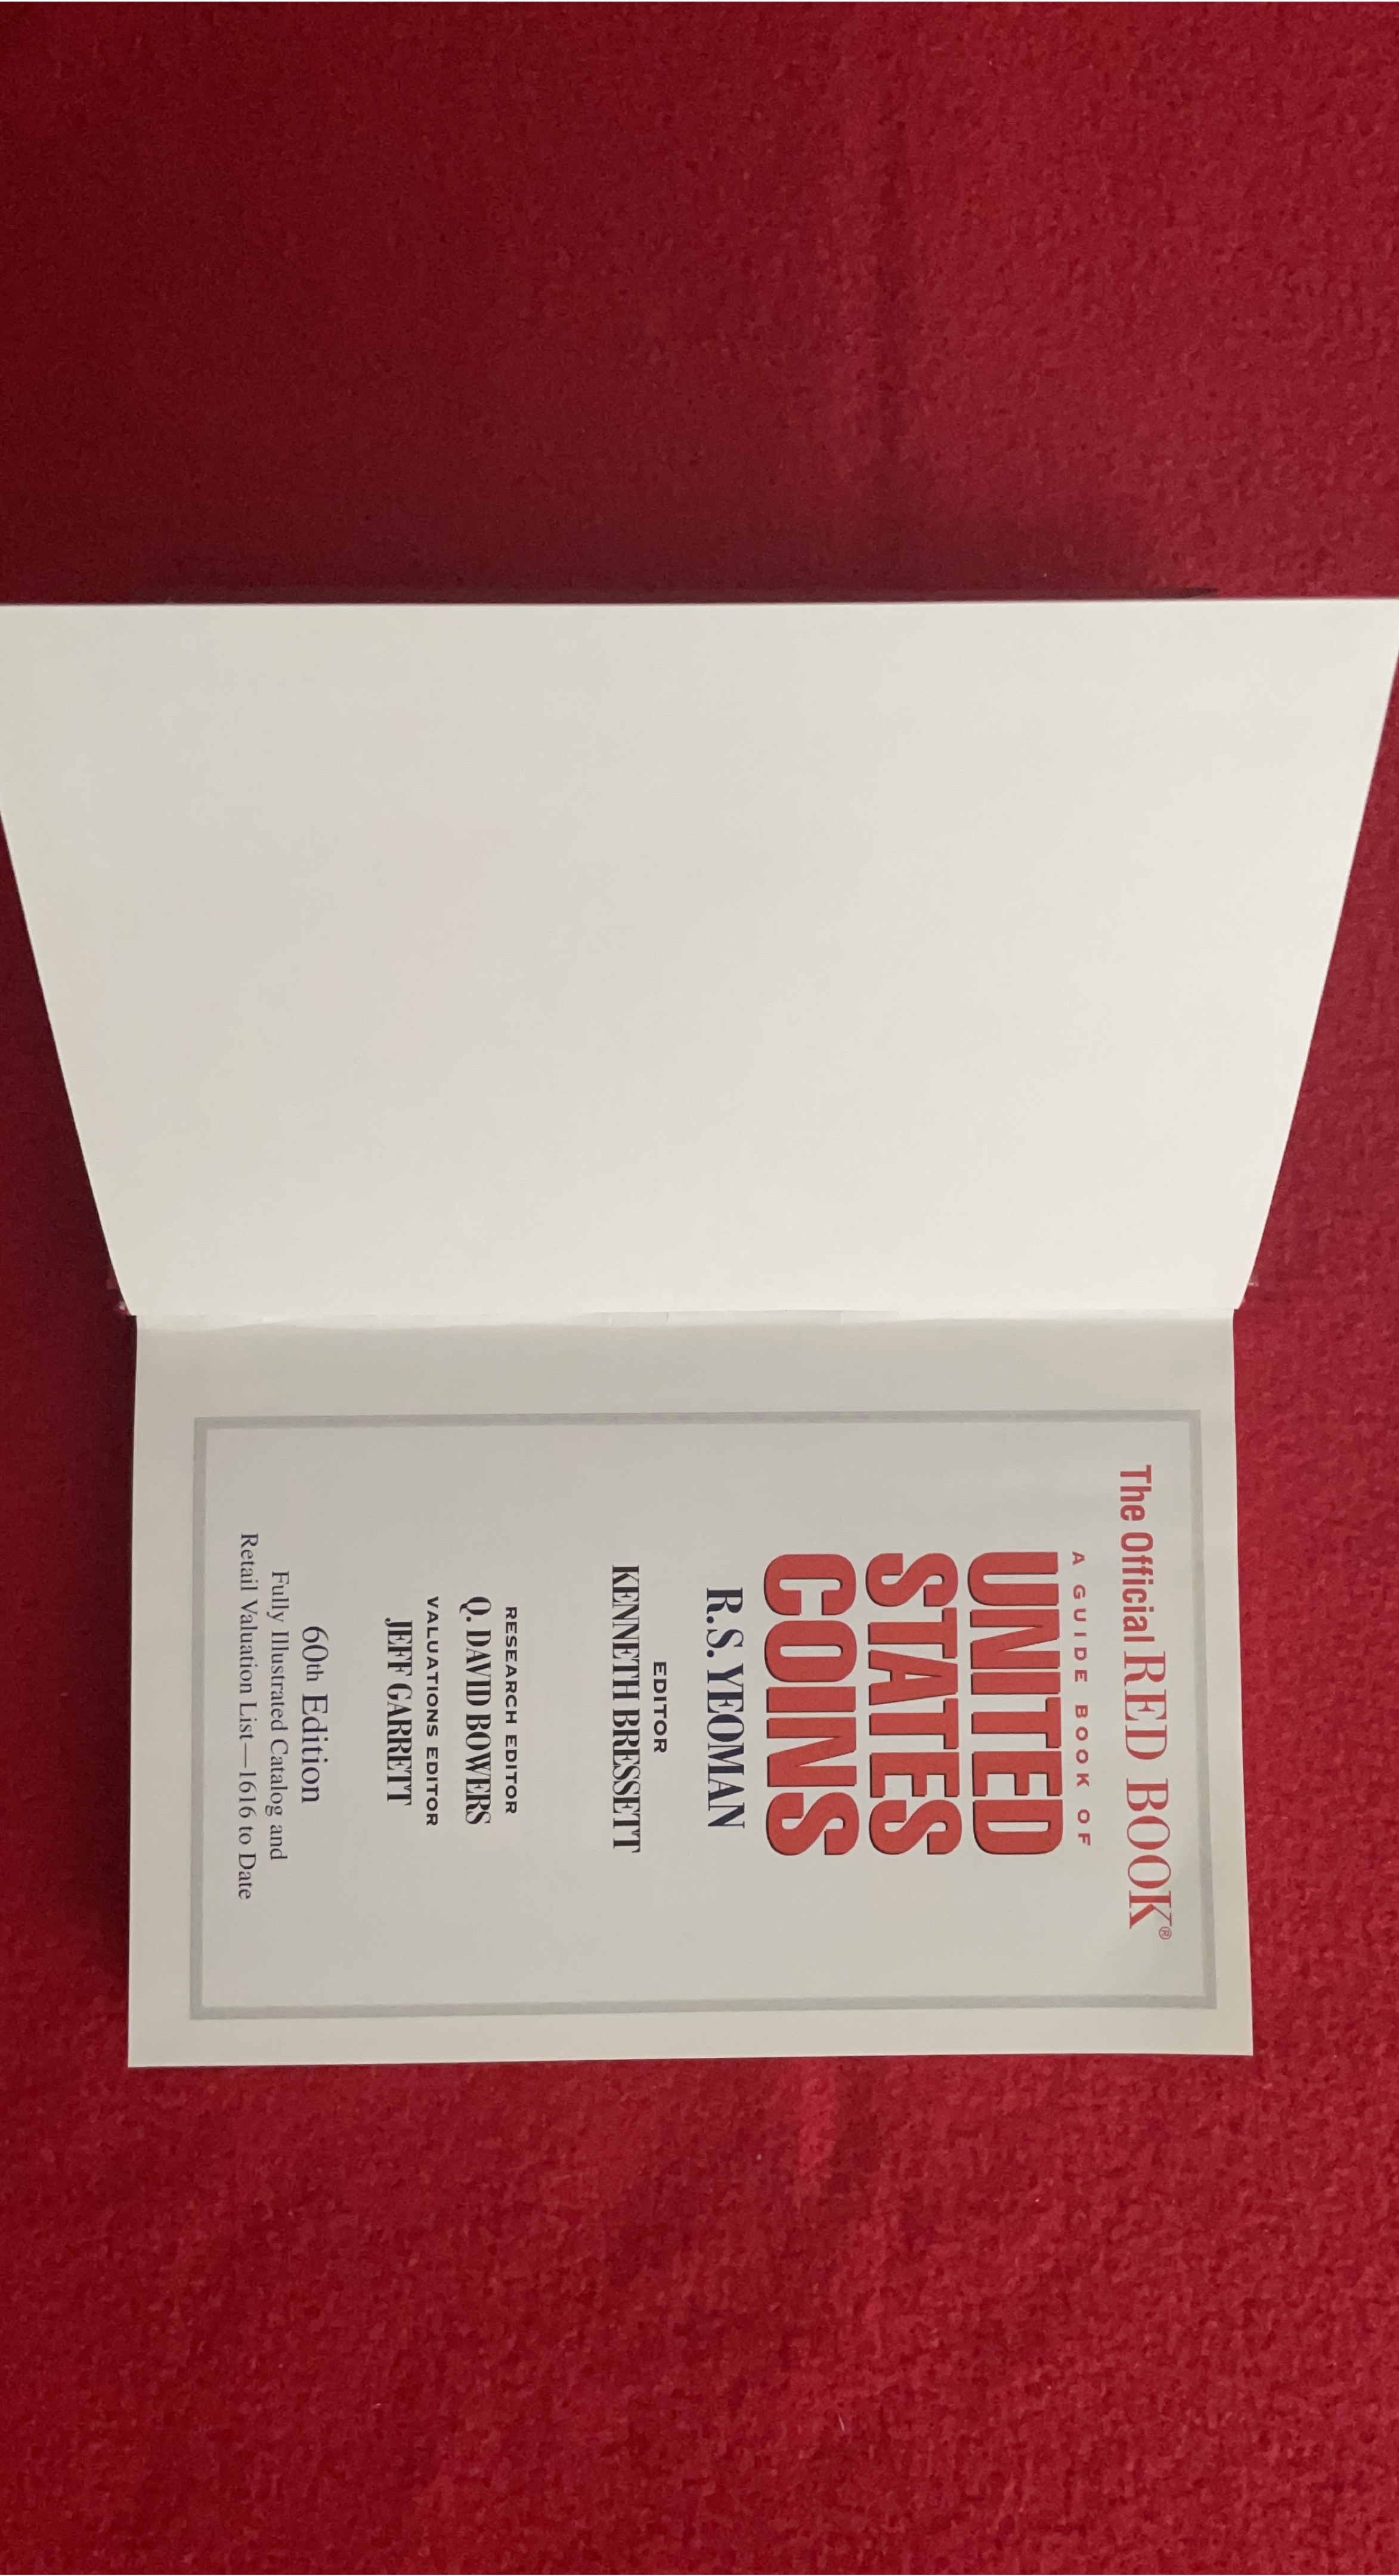 The Official RED BOOK®
A GUIDE BOOK OF
UNITED
STATES
COINS
R.S. YEOMAN
EDITOR
KENNETH BRESSETT
RESEARCH EDITOR
Q. DAVID BOWERS
VALUATIONS EDITOR
JEFF GARRETT
60th Edition
Fully Illustrated Catalog and
Retail Valuation List—1616 to Date